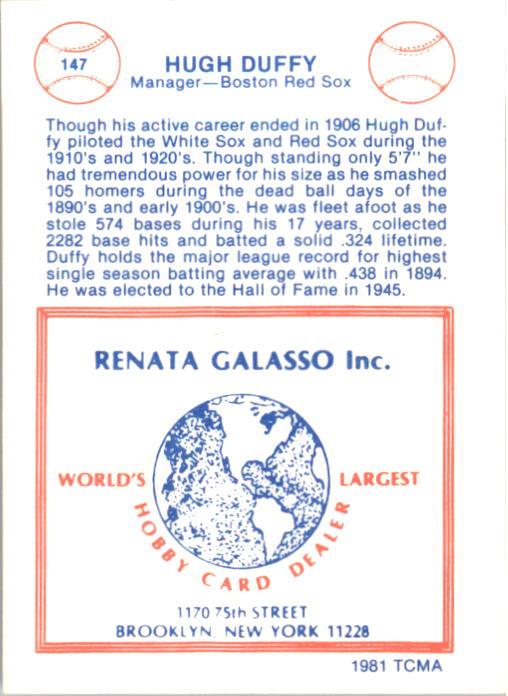 147
HUGH DUFFY
Manager—Boston Red Sox
Though his active career ended in 1906 Hugh Duf-
fy piloted the White Sox and Red Sox during the
1910's and 1920's. Though standing only 5'7" he
had tremendous power for his size as he smashed
105 homers during the dead ball days of the
1890's and early 1900's. He was fleet afoot as he
stole 574 bases during his 17 years, collected
2282 base hits and batted a solid .324 lifetime.
Duffy holds the major league record for highest
single season batting average with .438 in 1894.
He was elected to the Hall of Fame in 1945.
RENATA GALASSO Inc.
WORLD'S LARGEST
HOBBY CARD DEALER
1170 75th STREET
BROOKLYN, NEW YORK 11228
1981 TCMA